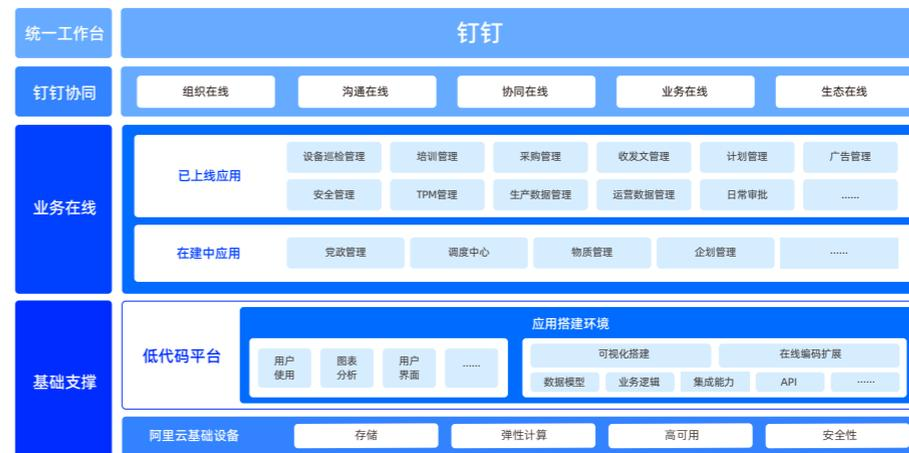 统一工作台
钉钉
钉钉协同
组织在线
沟通在线
协同在线
业务在线
生态在线
业务在线
已上线应用
设备巡检管理
培训管理
采购管理
收发文管理
计划管理
广告管理
安全管理
TPM管理
生产数据管理
运营数据管理
日常审批
......
在建中应用
党政管理
调度中心
物质管理
企划管理
......
基础支撑
低代码平台
应用搭建环境
用户
使用
图表
分析
用户
界面
......
可视化搭建
在线编码扩展
数据模型
业务逻辑
集成能力
API
......
阿里云基础设备
存储
弹性计算
高可用
安全性